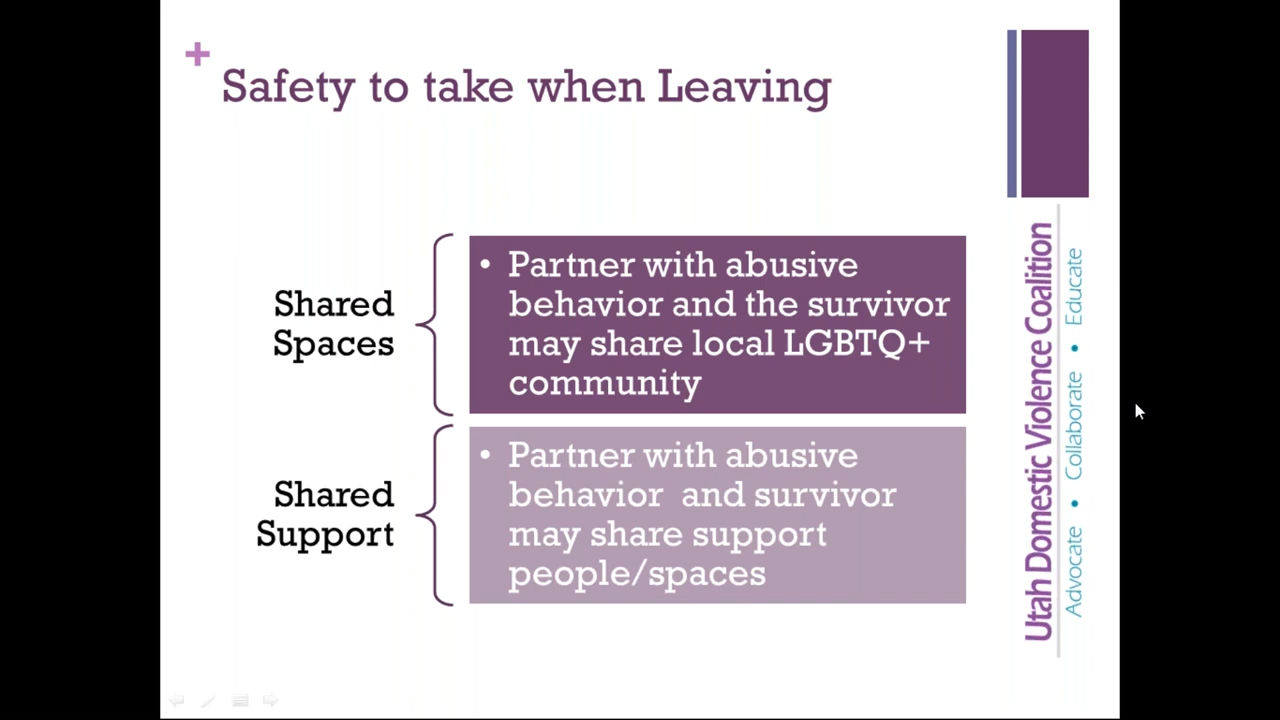 +
Safety to take when Leaving
Shared
Spaces
• Partner with abusive
behavior and the survivor
may share local LGBTQ+
community
Shared
Support
• Partner with abusive
behavior  and survivor
may share support
people/spaces
Utah Domestic Violence Coalition
Advocate • Collaborate • Educate